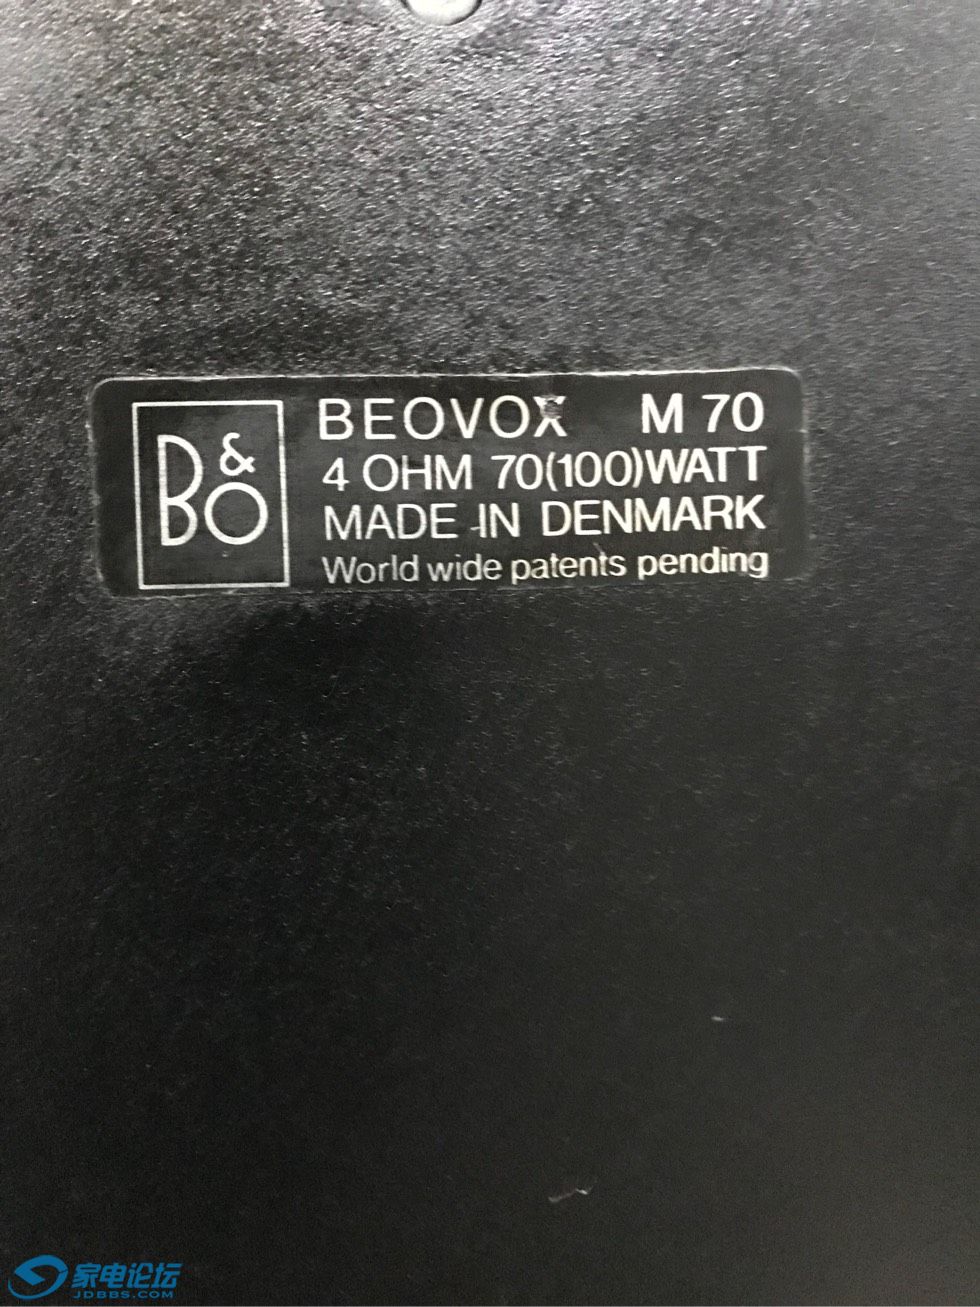 B&O
BEOVOX M 70
4 OHM 70(100)WATT
MADE IN DENMARK
World wide patents pending
家电论坛
JDBBS.COM